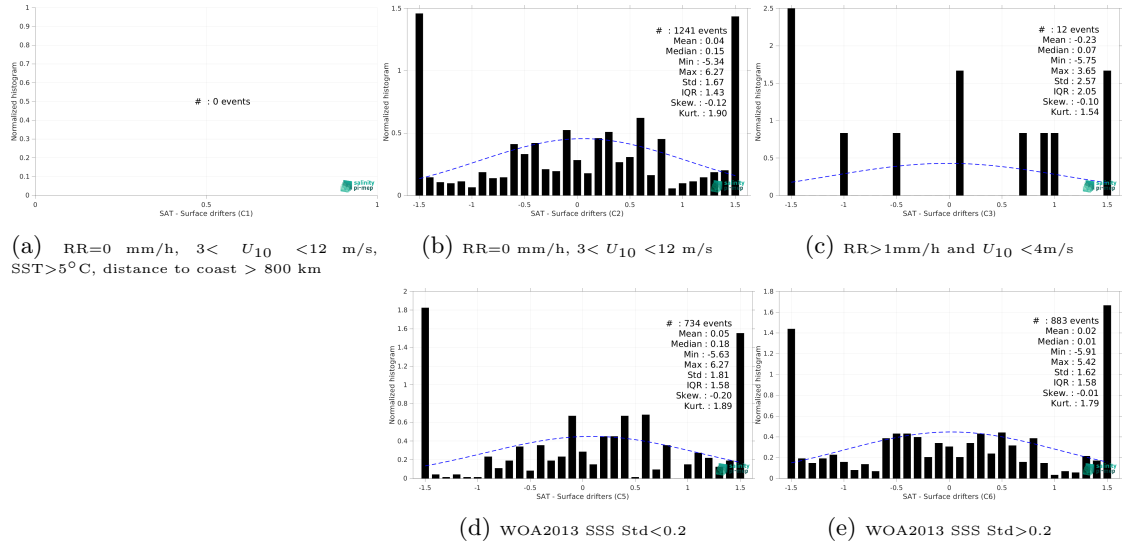 1
0.9
0.8
0.7
0.6
0.5
0.4
0.3
0.2
0.1
0
Normalized histogram
# : 0 events
0
0.5
1
SAT - Surface drifters (C1)
salinity
pi-mep
1.5
1
0.5
0
Normalized histogram
# : 1241 events
Mean : 0.04
Median : 0.15
Min : -5.34
Max : 6.27
Std : 1.67
IQR : 1.43
Skew. : -0.12
Kurt. : 1.90
-1.5
-1
-0.5
0
0.5
1
1.5
SAT - Surface drifters (C2)
2.5
2
1.5
1
0.5
0
Normalized histogram
# : 12 events
Mean : -0.23
Median : 0.07
Min : -5.75
Max : 3.65
Std : 2.57
IQR : 2.05
Skew. : -0.10
Kurt. : 1.54
-1.5
-1
-0.5
0
0.5
1
1.5
SAT - Surface drifters (C3)
(a) RR=0 mm/h, 3< U10 <12 m/s,
SST>5°C, distance to coast > 800 km
(b) RR=0 mm/h, 3< U10 <12 m/s
(c) RR>1mm/h and U10 <4m/s
2
1.8
1.6
1.4
1.2
1
0.8
0.6
0.4
0.2
0
Normalized histogram
# : 734 events
Mean : 0.05
Median : 0.18
Min : -5.63
Max : 6.27
Std : 1.81
IQR : 1.58
Skew. : -0.20
Kurt. : 1.89
-1.5
-1
-0.5
0
0.5
1
1.5
SAT - Surface drifters (C5)
1.8
1.6
1.4
1.2
1
0.8
0.6
0.4
0.2
0
Normalized histogram
# : 883 events
Mean : 0.02
Median : 0.01
Min : -5.91
Max : 5.42
Std : 1.62
IQR : 1.58
Skew. : -0.01
Kurt. : 1.79
-1.5
-1
-0.5
0
0.5
1
1.5
SAT - Surface drifters (C6)
(d) WOA2013 SSS Std<0.2
(e) WOA2013 SSS Std>0.2